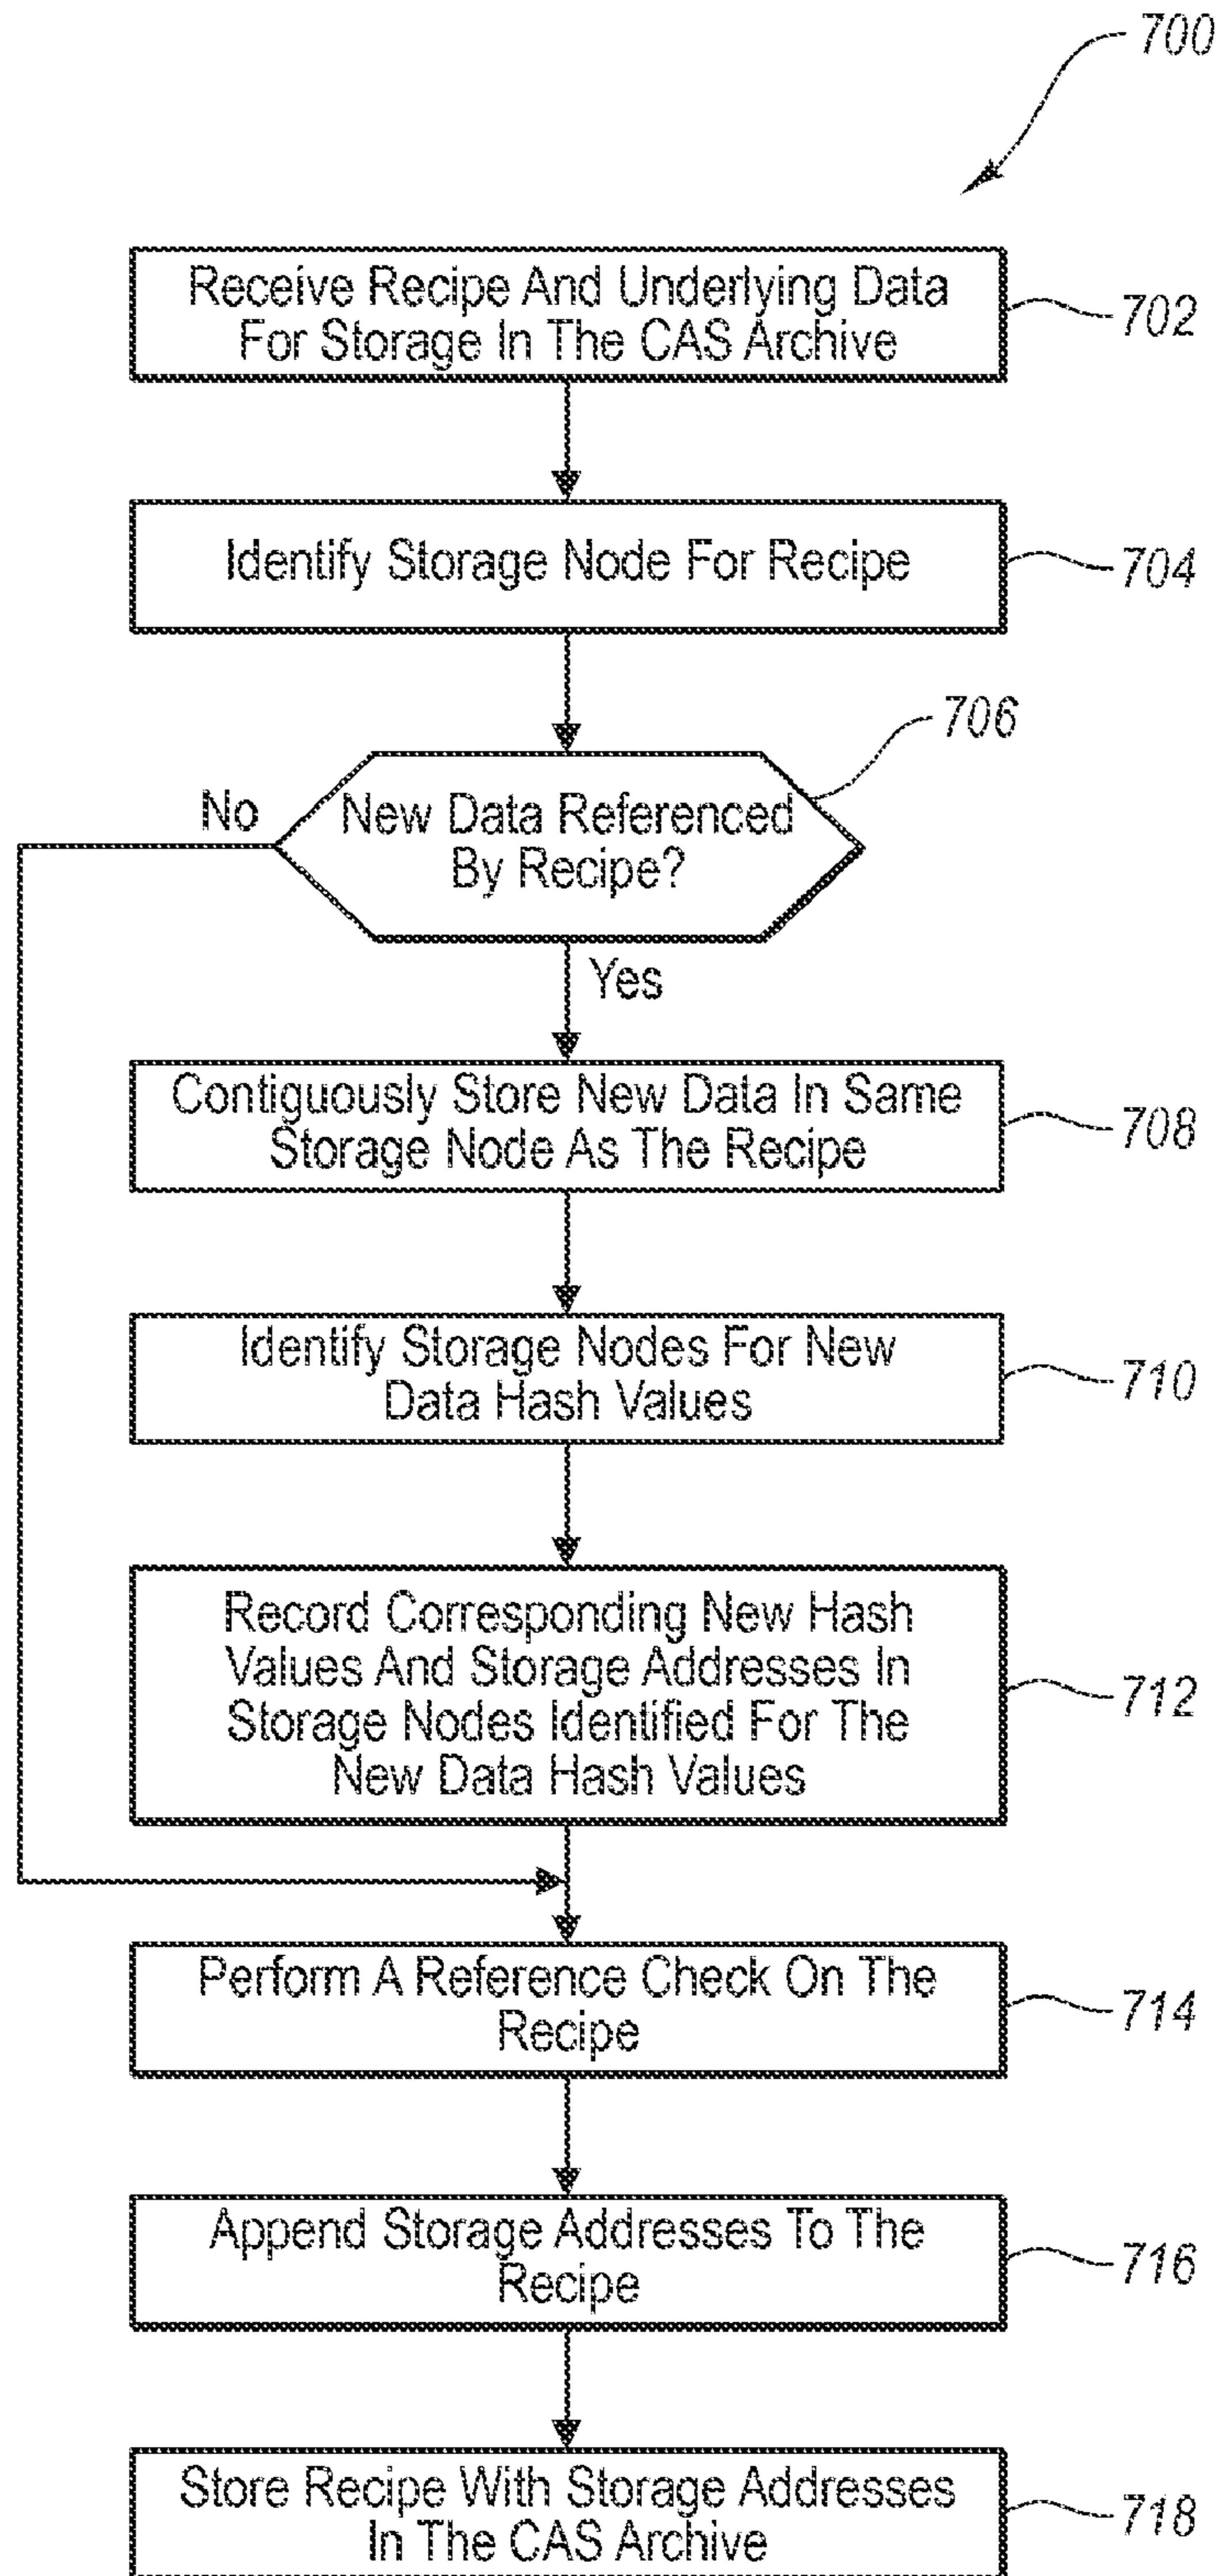 700
Receive Recipe And Underlying Data
For Storage In The CAS Archive
702
Identify Storage Node For Recipe
704
706
No
New Data Referenced
By Recipe?
Yes
Contiguously Store New Data In Same
Storage Node As The Recipe
708
Identify Storage Nodes For New
Data Hash Values
710
Record Corresponding New Hash
Values And Storage Addresses In
Storage Nodes Identified For The
New Data Hash Values
712
Perform A Reference Check On The
Recipe
714
Append Storage Addresses To The
Recipe
716
Store Recipe With Storage Addresses
In The CAS Archive
718